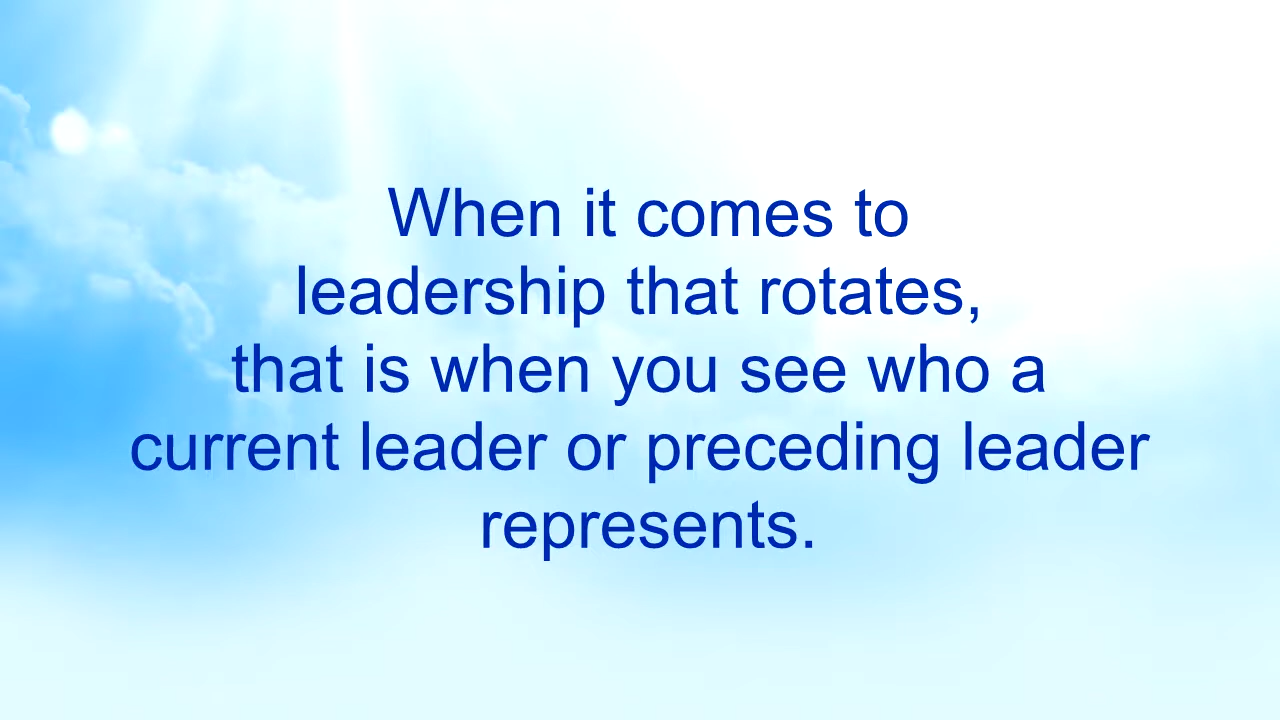 When it comes to
leadership that rotates,
that is when you see who a
current leader or preceding leader
represents.